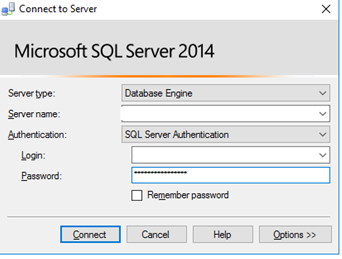 Connect to Server
Microsoft SQL Server 2014
Server type: Database Engine
Server name:
Authentication: SQL Server Authentication
Login:
Password: ****************
Remember password
Connect Cancel Help Options >>